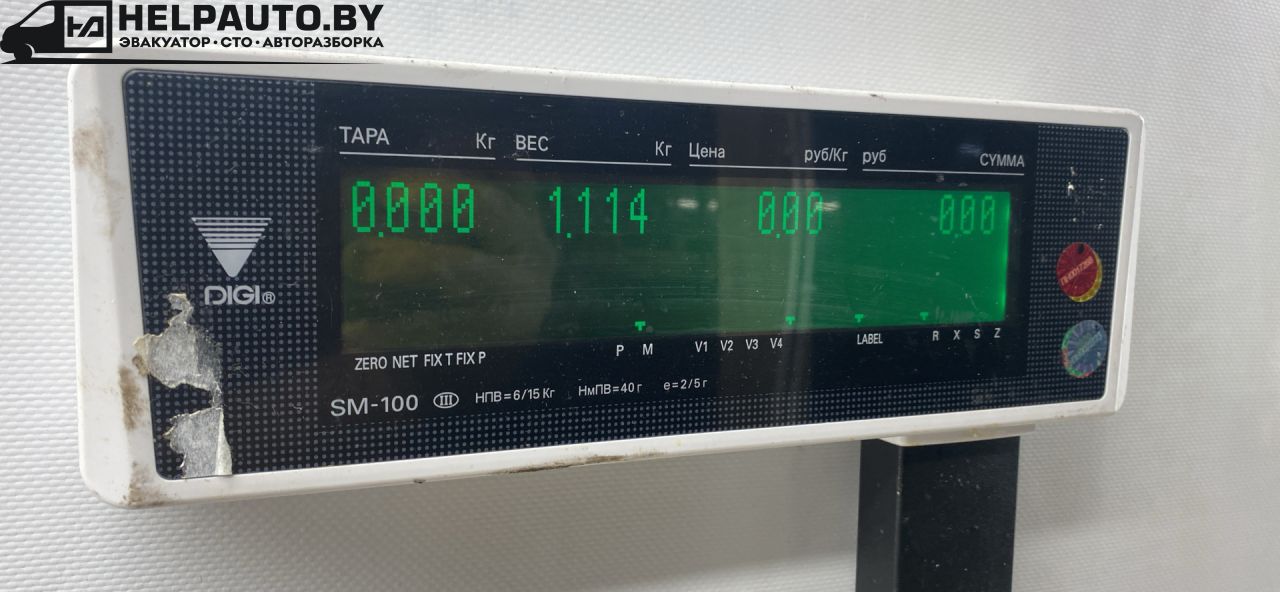 HELPAUTO.BY
ЭВАКУАТОР·СТО·АВТОРАЗБОРКА
ТАРА Кг ВЕС Кг Цена руб/Кг руб СУММА
0.000 1.114 0.00 000
DIGI®
ZERO NET FIX T FIX P P M V1 V2 V3 V4 LABEL R X S Z
SM-100 III НПВ=6/15 Кг НмПВ=40 г e=2/5 г